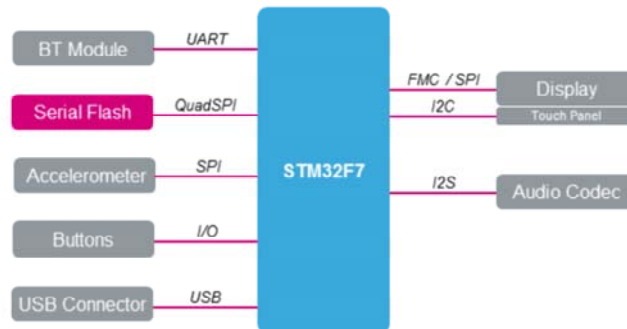 BT Module
UART
Serial Flash
QuadSPI
Accelerometer
SPI
Buttons
I/O
USB Connector
USB
STM32F7
FMC / SPI
Display
I2C
Touch Panel
I2S
Audio Codec